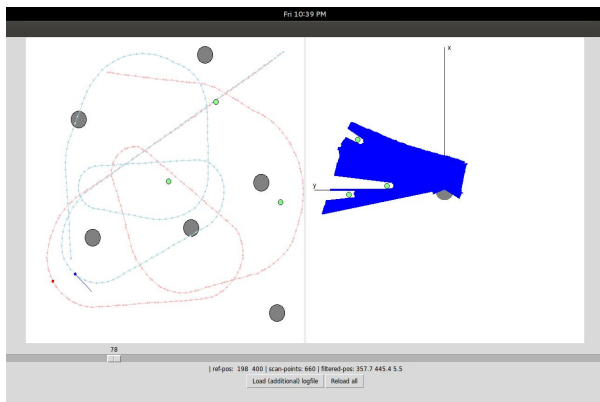 Fri 10:39 PM
x
y
78
| ref-pos: 198 400 | scan-points: 660 | filtered-pos: 357.7 445.4 5.5
Load (additional) logfile Reload all